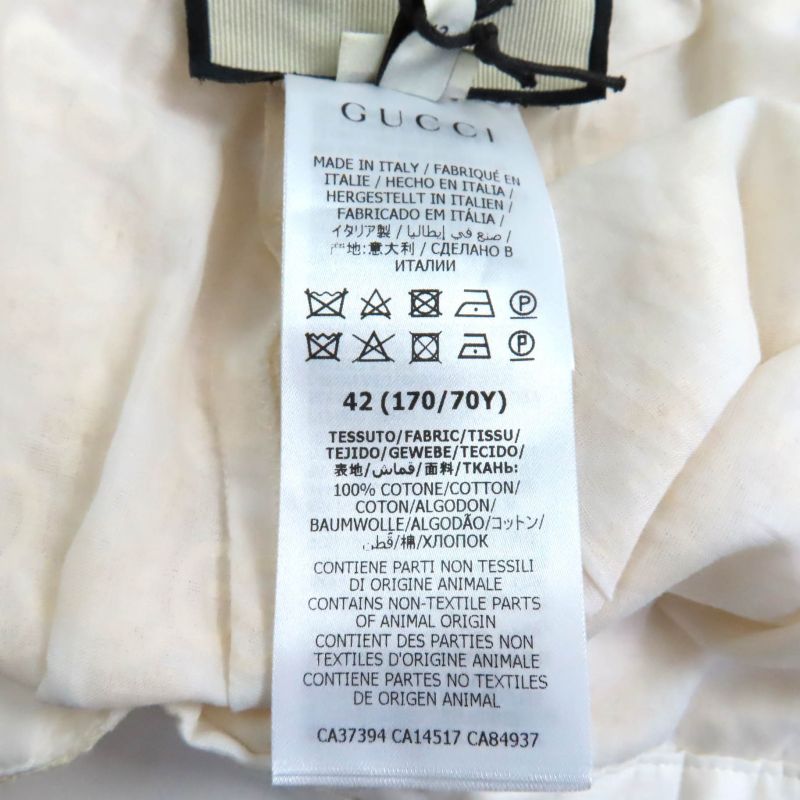 GUCCI
MADE IN ITALY / FABRIQUÉ EN
ITALIE / HECHO EN ITALIA /
HERGESTELLT IN ITALIEN /
FABRICADO EM ITÁLIA /
イタリア製 / صنع في إيطاليا /
产地:意大利 / СДЕЛАНО В
ИТАЛИИ
P
P
42 (170/70Y)
TESSUTO/FABRIC/TISSU/
TEJIDO/GEWEBE/TECIDO/
表地/قماش/面料/ТКАНЬ:
100% COTONE/COTTON/
COTON/ALGODON/
BAUMWOLLE/ALGODÃO/コットン/
قطن/棉/ХЛОПОК
CONTIENE PARTI NON TESSILI
DI ORIGINE ANIMALE
CONTAINS NON-TEXTILE PARTS
OF ANIMAL ORIGIN
CONTIENT DES PARTIES NON
TEXTILES D'ORIGINE ANIMALE
CONTIENE PARTES NO TEXTILES
DE ORIGEN ANIMAL
CA37394 CA14517 CA84937